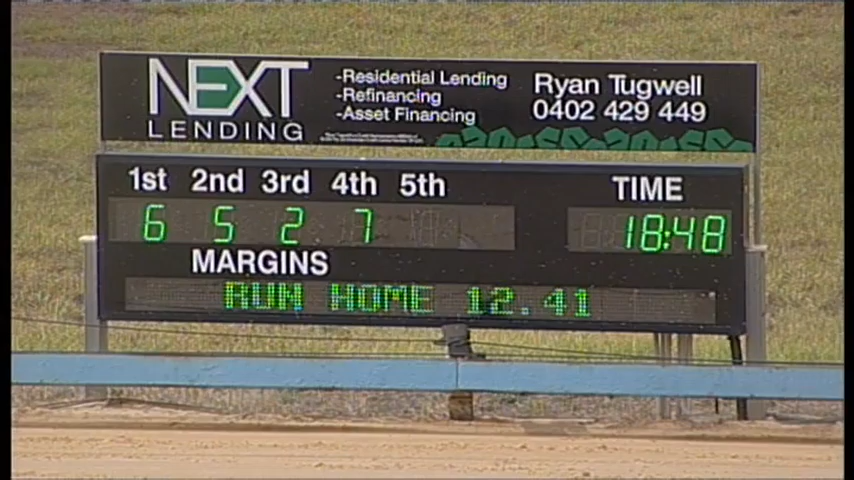 NEXT
LENDING
-Residential Lending
-Refinancing
-Asset Financing
Ryan Tugwell
0402 429 449
1st 2nd 3rd 4th 5th TIME
6 5 2 7 18:48
MARGINS
RUN HOME 12.41